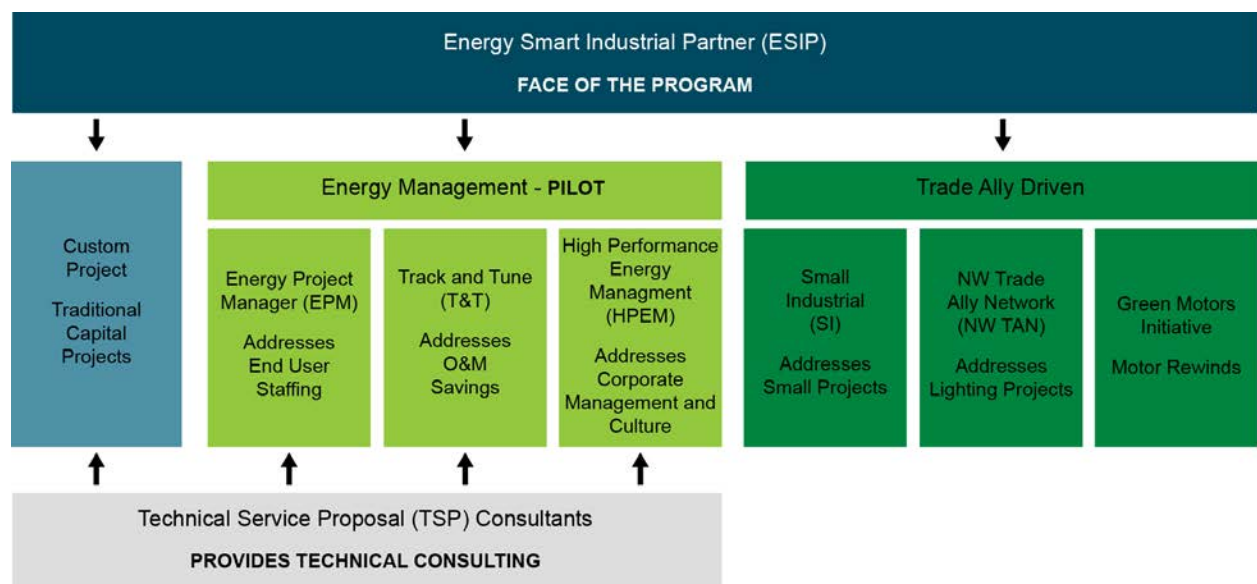 Energy Smart Industrial Partner (ESIP)
FACE OF THE PROGRAM
Custom
Project
Traditional
Capital
Projects
Energy Management - PILOT
Energy Project
Manager (EPM)
Addresses
End User
Staffing
Track and Tune
(T&T)
Addresses
O&M
Savings
High Performance
Energy
Managment
(HPEM)
Addresses
Corporate
Management and
Culture
Trade Ally Driven
Small
Industrial
(SI)
Addresses
Small Projects
NW Trade
Ally Network
(NW TAN)
Addresses
Lighting Projects
Green Motors
Initiative
Motor Rewinds
Technical Service Proposal (TSP) Consultants
PROVIDES TECHNICAL CONSULTING